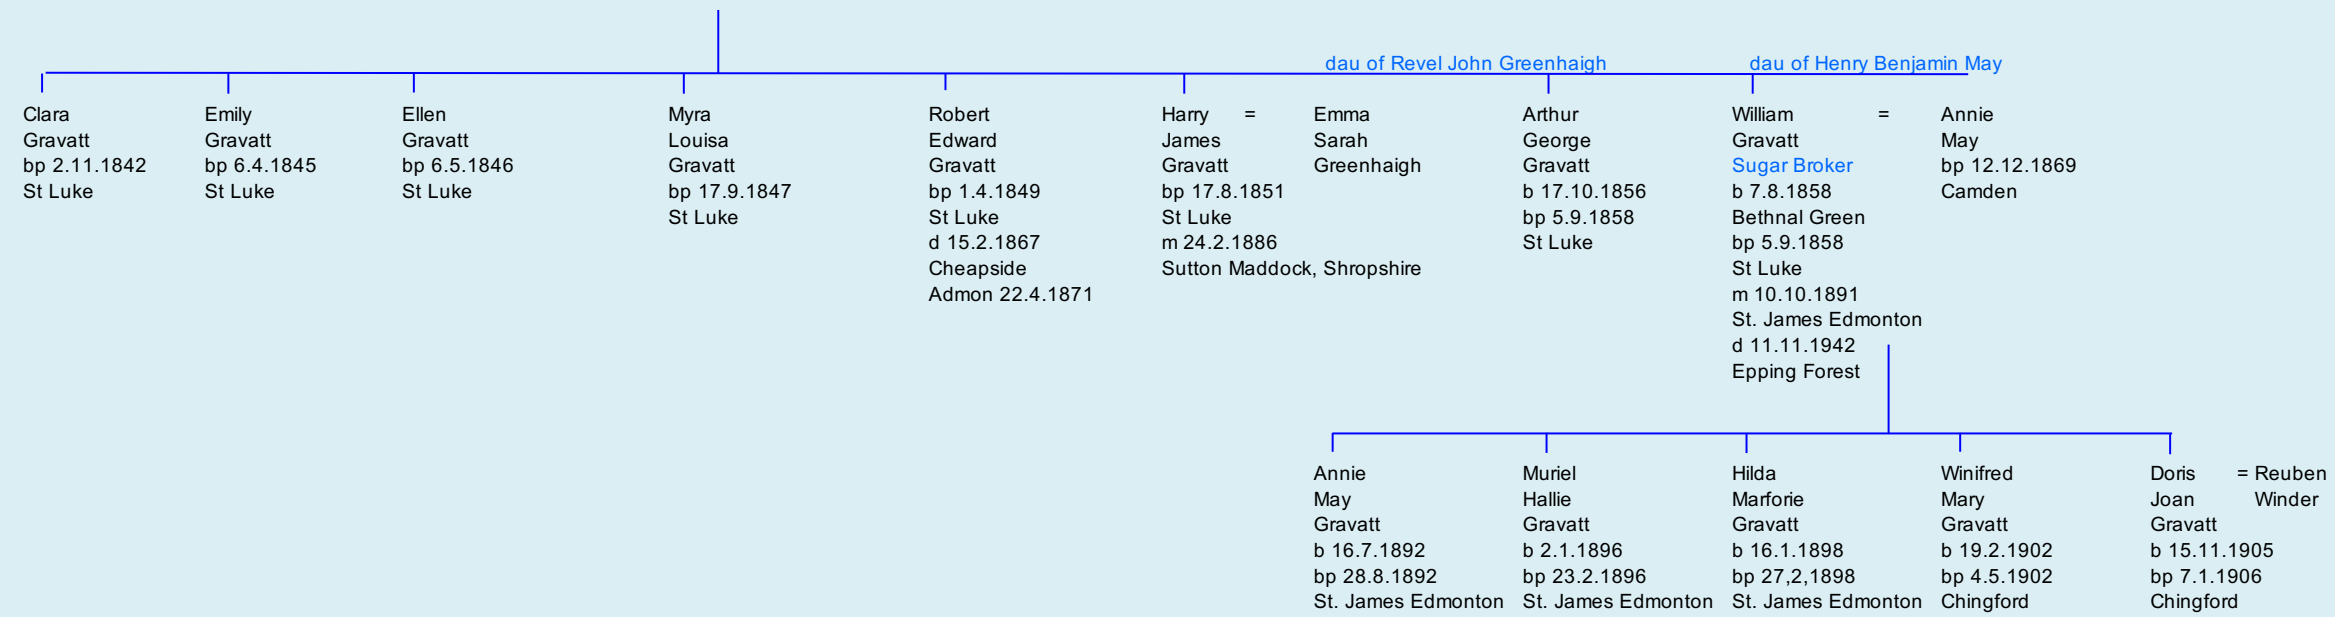 dau of Revel John Greenhaigh
dau of Henry Benjamin May
Clara
Gravatt
bp 2.11.1842
St Luke
Emily
Gravatt
bp 6.4.1845
St Luke
Ellen
Gravatt
bp 6.5.1846
St Luke
Myra
Louisa
Gravatt
bp 17.9.1847
St Luke
Robert
Edward
Gravatt
bp 1.4.1849
St Luke
d 15.2.1867
Cheapside
Admon 22.4.1871
Harry =
James
Gravatt
bp 17.8.1851
St Luke
m 24.2.1886
Sutton Maddock, Shropshire
Emma
Sarah
Greenhaigh
Arthur
George
Gravatt
b 17.10.1856
bp 5.9.1858
St Luke
William =
Gravatt
Sugar Broker
b 7.8.1858
Bethnal Green
bp 5.9.1858
St Luke
m 10.10.1891
St. James Edmonton
d 11.11.1942
Epping Forest
Annie
May
bp 12.12.1869
Camden
Annie
May
Gravatt
b 16.7.1892
bp 28.8.1892
St. James Edmonton
Muriel
Hallie
Gravatt
b 2.1.1896
bp 23.2.1896
St. James Edmonton
Hilda
Marforie
Gravatt
b 16.1.1898
bp 27,2,1898
St. James Edmonton
Winifred
Mary
Gravatt
b 19.2.1902
bp 4.5.1902
Chingford
Doris
Joan
Gravatt
b 15.11.1905
bp 7.1.1906
Chingford
= Reuben
Winder